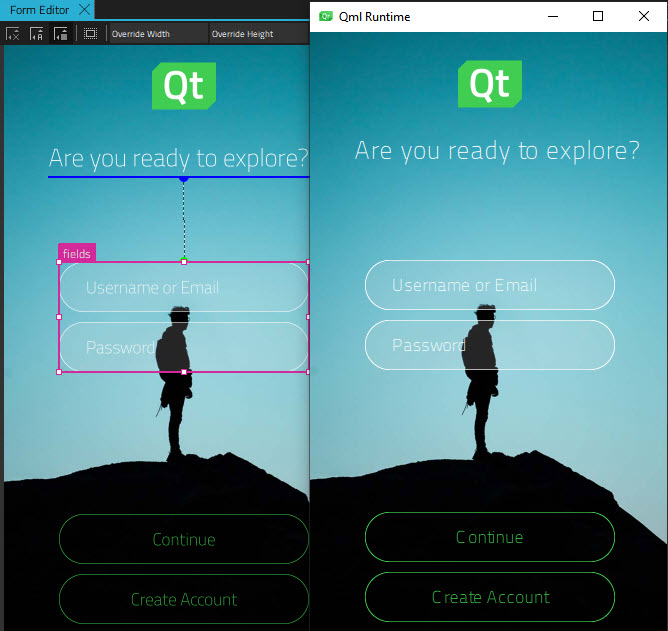 Form Editor
Override Width
Override Height
Qt
Are you ready to explore?
fields
Username or Email
Password
Continue
Create Account
Qt
Qml Runtime
Qt
Are you ready to explore?
Username or Email
Password
Continue
Create Account